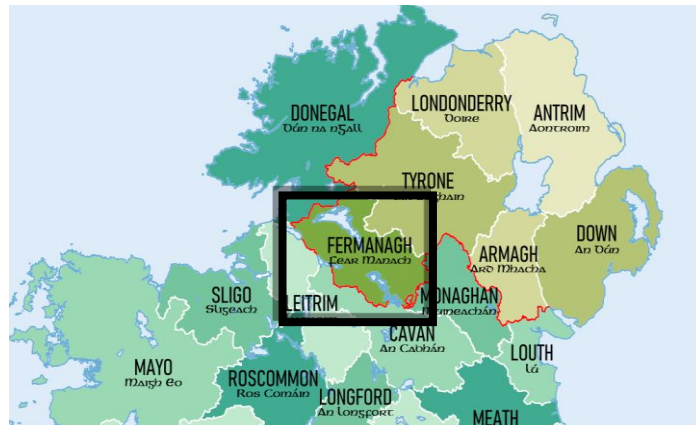 DONEGAL
Dún na nGall
LONDONDERRY
Doire
ANTRIM
Aontroim
TYRONE
FERMANAGH
Fear Manach
DOWN
An Dún
ARMAGH
Ard Mhacha
SLIGO
Sligeach
LEITRIM
MONAGHAN
Muineachán
CAVAN
An Cabhán
LOUTH
Lú
MAYO
Maigh Eo
ROSCOMMON
Ros Comáin
LONGFORD
An Longfort
MEATH